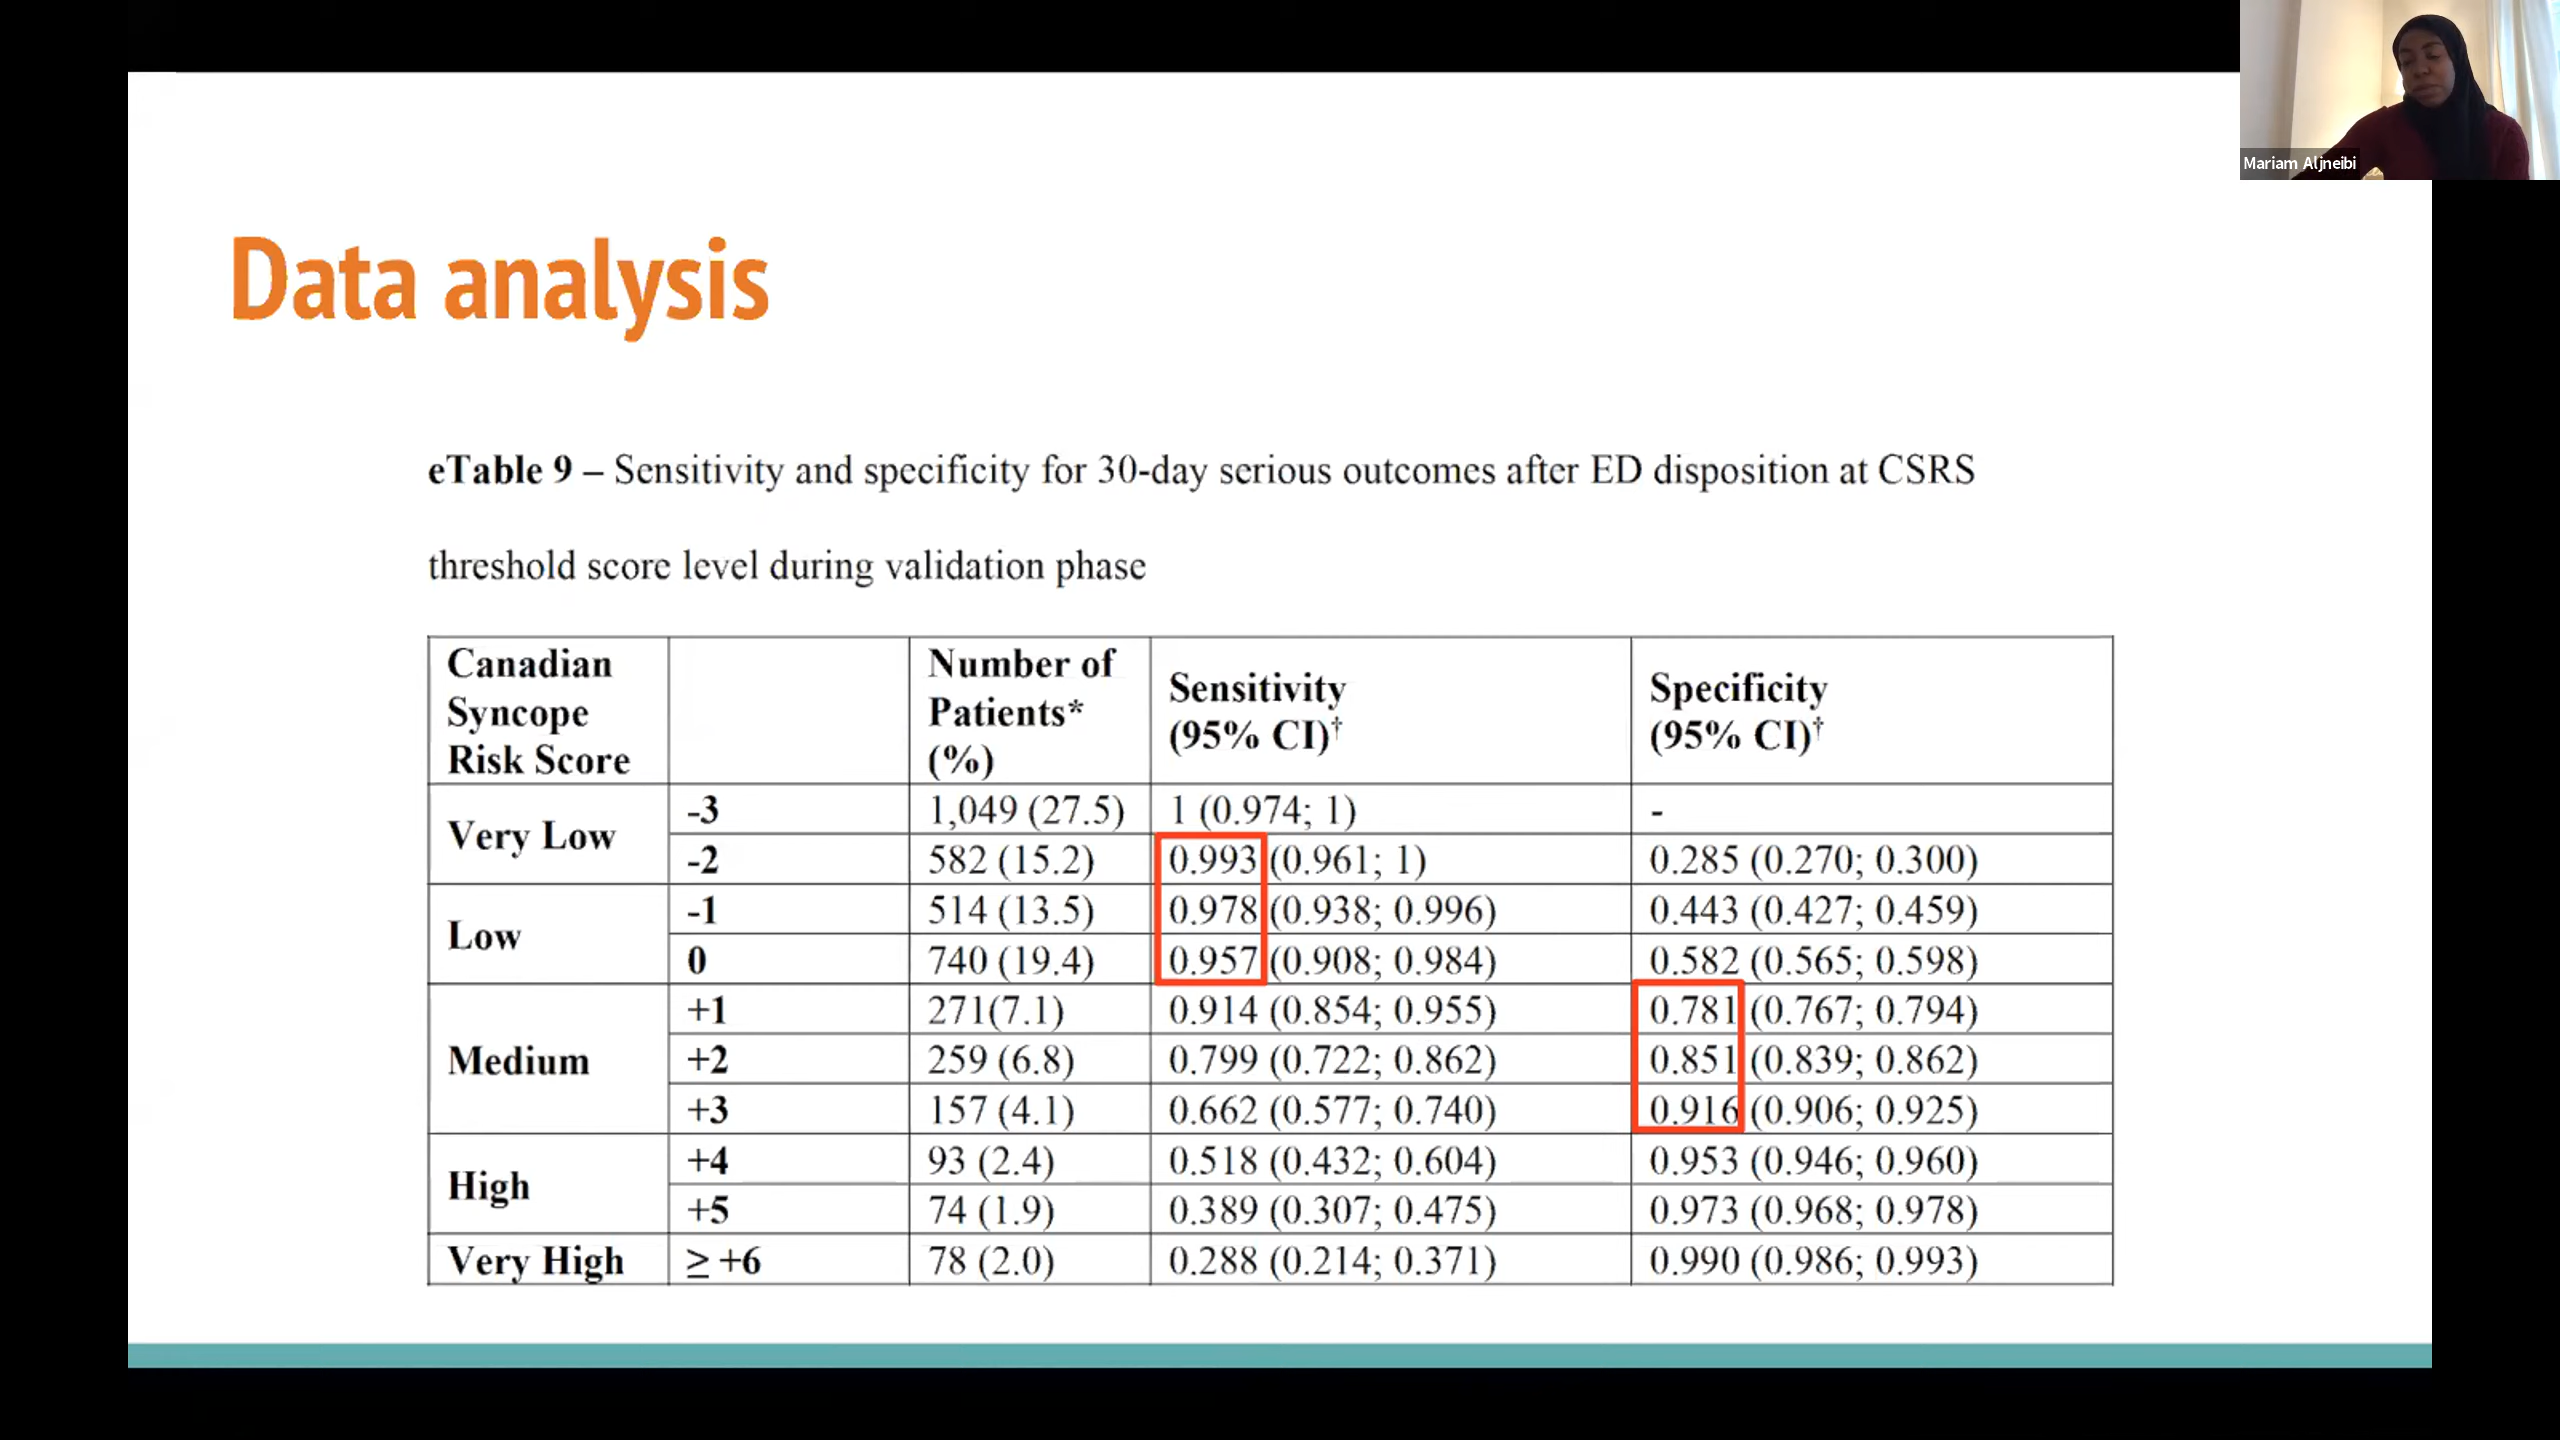 Mariam Aljneibi
Data analysis
eTable 9 – Sensitivity and specificity for 30-day serious outcomes after ED disposition at CSRS
threshold score level during validation phase
Canadian Syncope Risk Score Number of Patients* (%) Sensitivity (95% CI)† Specificity (95% CI)†
Very Low -3 1,049 (27.5) 1 (0.974; 1) -
-2 582 (15.2) 0.993 (0.961; 1) 0.285 (0.270; 0.300)
Low -1 514 (13.5) 0.978 (0.938; 0.996) 0.443 (0.427; 0.459)
0 740 (19.4) 0.957 (0.908; 0.984) 0.582 (0.565; 0.598)
Medium +1 271(7.1) 0.914 (0.854; 0.955) 0.781 (0.767; 0.794)
+2 259 (6.8) 0.799 (0.722; 0.862) 0.851 (0.839; 0.862)
+3 157 (4.1) 0.662 (0.577; 0.740) 0.916 (0.906; 0.925)
High +4 93 (2.4) 0.518 (0.432; 0.604) 0.953 (0.946; 0.960)
+5 74 (1.9) 0.389 (0.307; 0.475) 0.973 (0.968; 0.978)
Very High ≥ +6 78 (2.0) 0.288 (0.214; 0.371) 0.990 (0.986; 0.993)